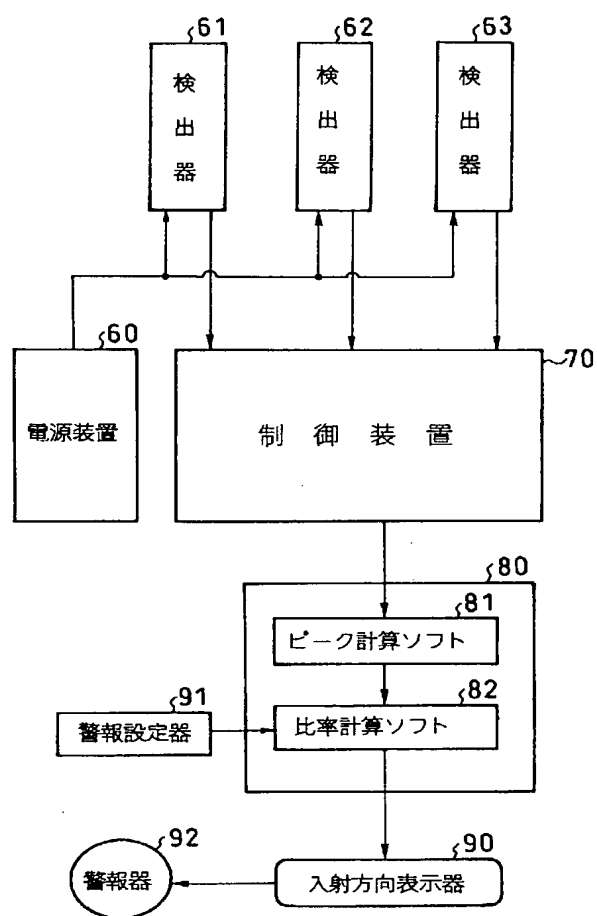 61
62
63
検出器
検出器
検出器
60
電源装置
70
制御装置
80
81
ピーク計算ソフト
82
比率計算ソフト
91
警報設定器
92
警報器
90
入射方向表示器